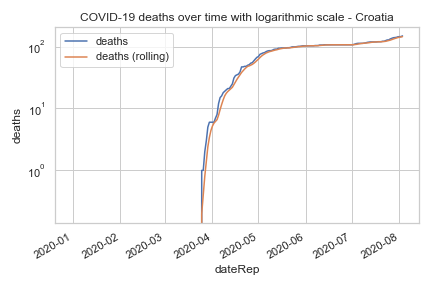 COVID-19 deaths over time with logarithmic scale - Croatia
deaths
deaths (rolling)
10²
10¹
10⁰
deaths
2020-01
2020-02
2020-03
2020-04
2020-05
2020-06
2020-07
2020-08
dateRep